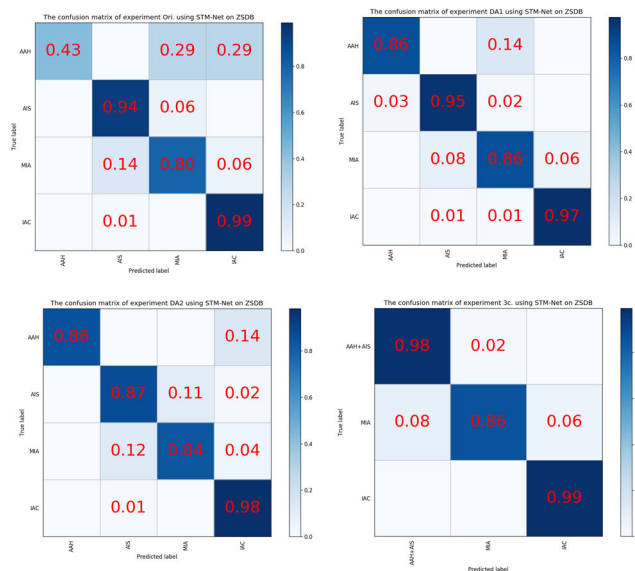 The confusion matrix of experiment Ori. using STM-Net on ZSDB
AAH 0.43 0.29 0.29
AIS 0.94 0.06
MIA 0.14 0.80 0.06
IAC 0.01 0.99
True label
AAH AIS MIA IAC
Predicted label
0.8
0.6
0.4
0.2
0.0
The confusion matrix of experiment DA1 using STM-Net on ZSDB
AAH 0.86 0.14
AIS 0.03 0.95 0.02
MIA 0.08 0.86 0.06
IAC 0.01 0.01 0.97
True label
AAH AIS MIA IAC
Predicted label
0.8
0.6
0.4
0.2
0.0
The confusion matrix of experiment DA2 using STM-Net on ZSDB
AAH 0.86 0.14
AIS 0.87 0.11 0.02
MIA 0.12 0.84 0.04
IAC 0.01 0.98
True label
AAH AIS MIA IAC
Predicted label
0.8
0.6
0.4
0.2
0.0
The confusion matrix of experiment 3c. using STM-Net on ZSDB
AAH+AIS 0.98 0.02
MIA 0.08 0.86 0.06
IAC 0.99
True label
AAH+AIS MIA IAC
Predicted label